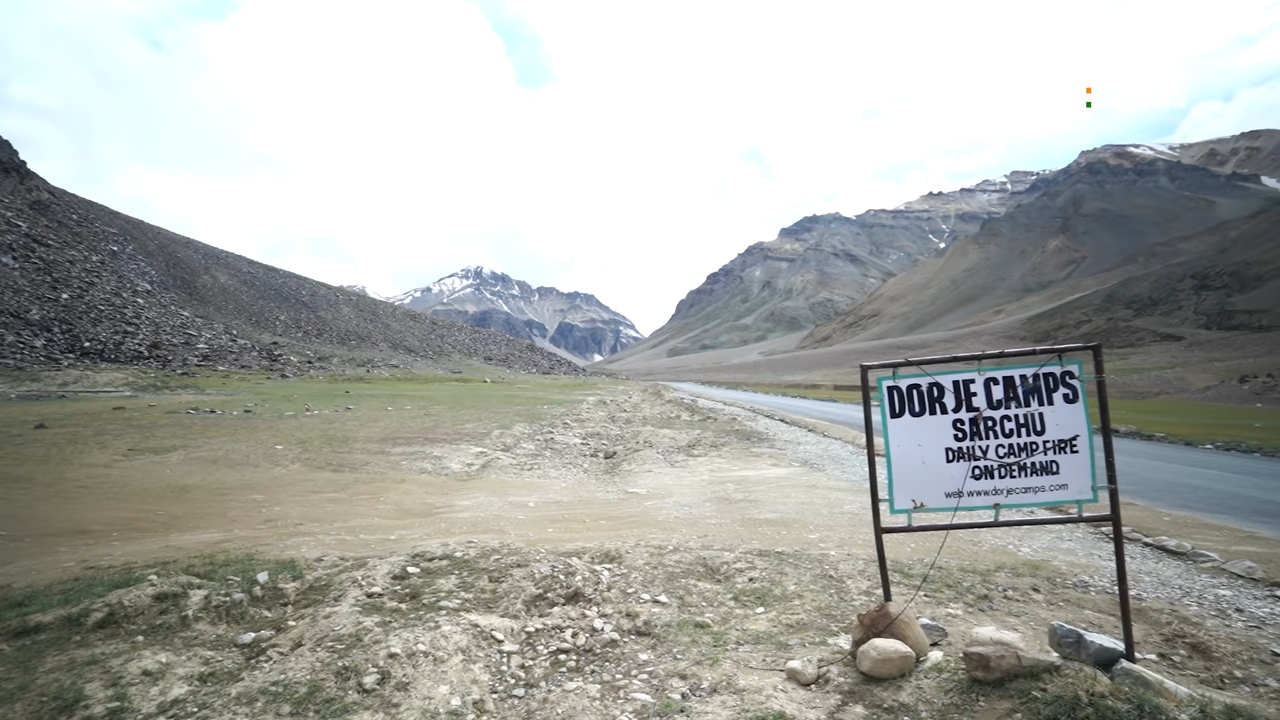 DORJE CAMPS
SARCHU
DAILY CAMP FIRE
ON DEMAND
web.www.dorjecamps.com